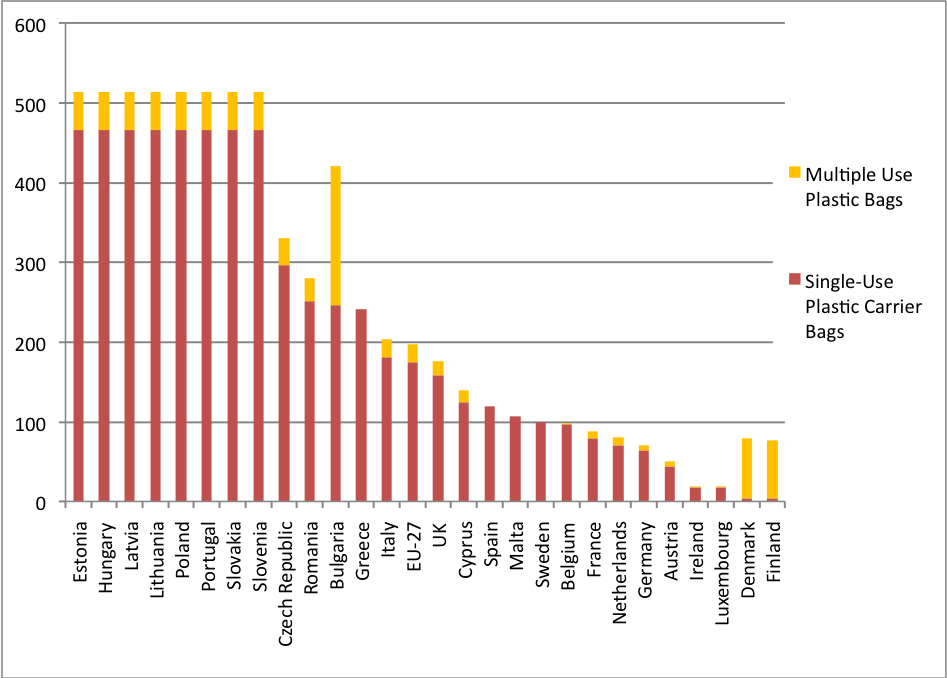 600
500
400
300
200
100
0
Estonia
Hungary
Latvia
Lithuania
Poland
Portugal
Slovakia
Slovenia
Czech Republic
Romania
Bulgaria
Greece
Italy
EU-27
UK
Cyprus
Spain
Malta
Sweden
Belgium
France
Netherlands
Germany
Austria
Ireland
Luxembourg
Denmark
Finland
Multiple Use
Plastic Bags
Single-Use
Plastic Carrier
Bags